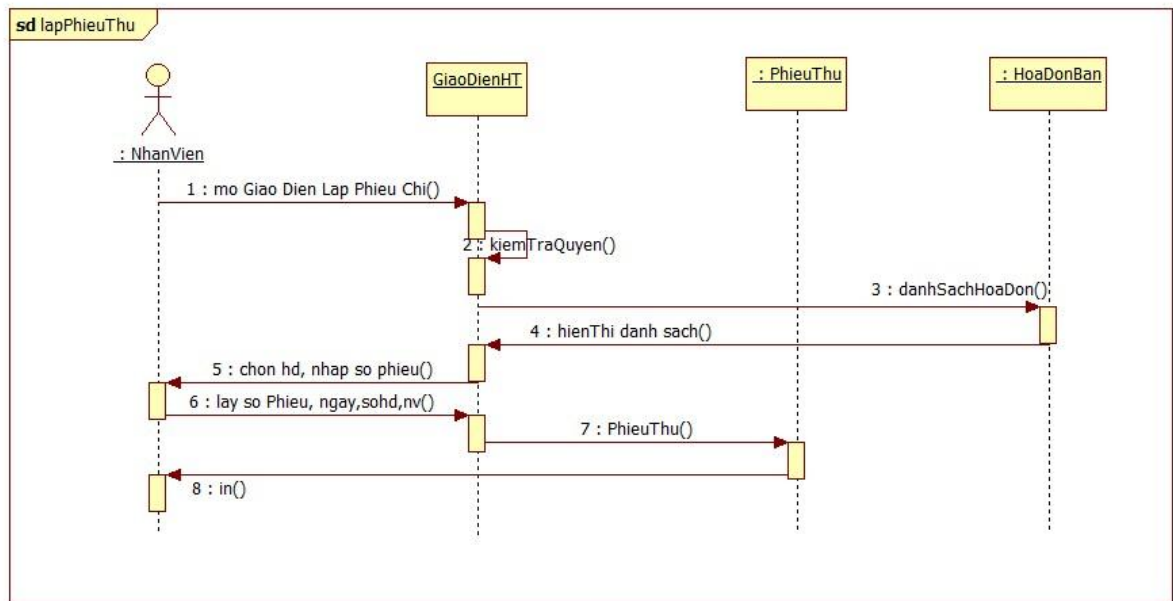 sd lapPhieuThu
: NhanVien
GiaoDienHT
: PhieuThu
: HoaDonBan
1 : mo Giao Dien Lap Phieu Chi()
2 : kiemTraQuyen()
3 : danhSachHoaDon()
4 : hienThi danh sach()
5 : chon hd, nhap so phieu()
6 : lay so Phieu, ngay,sohd,nv()
7 : PhieuThu()
8 : in()